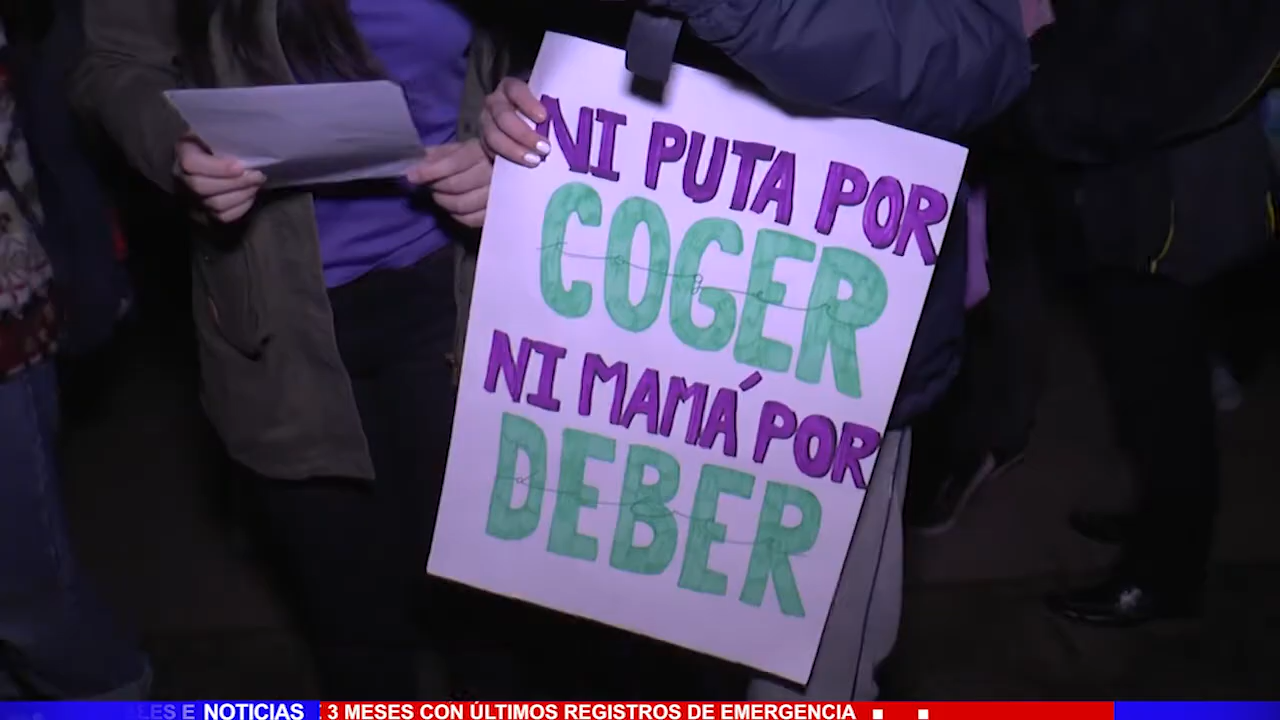 NI PUTA POR
COGER
NI MAMÁ POR
DEBER
NOTICIAS
3 MESES CON ÚLTIMOS REGISTROS DE EMERGENCIA